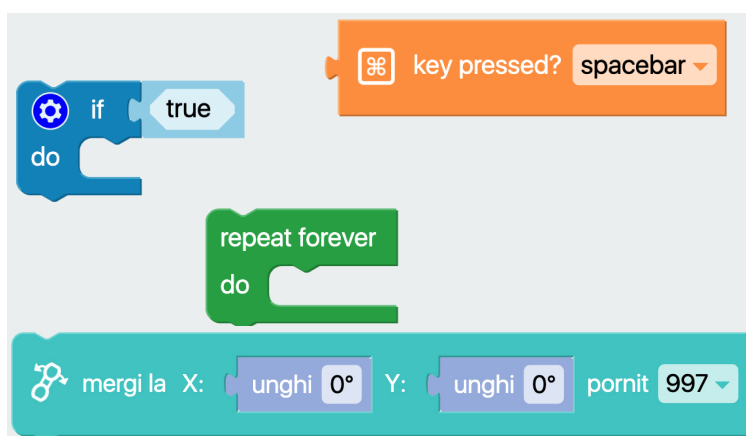 key pressed? spacebar
if true
do
repeat forever
do
mergi la X: unghi 0° Y: unghi 0° pornit 997